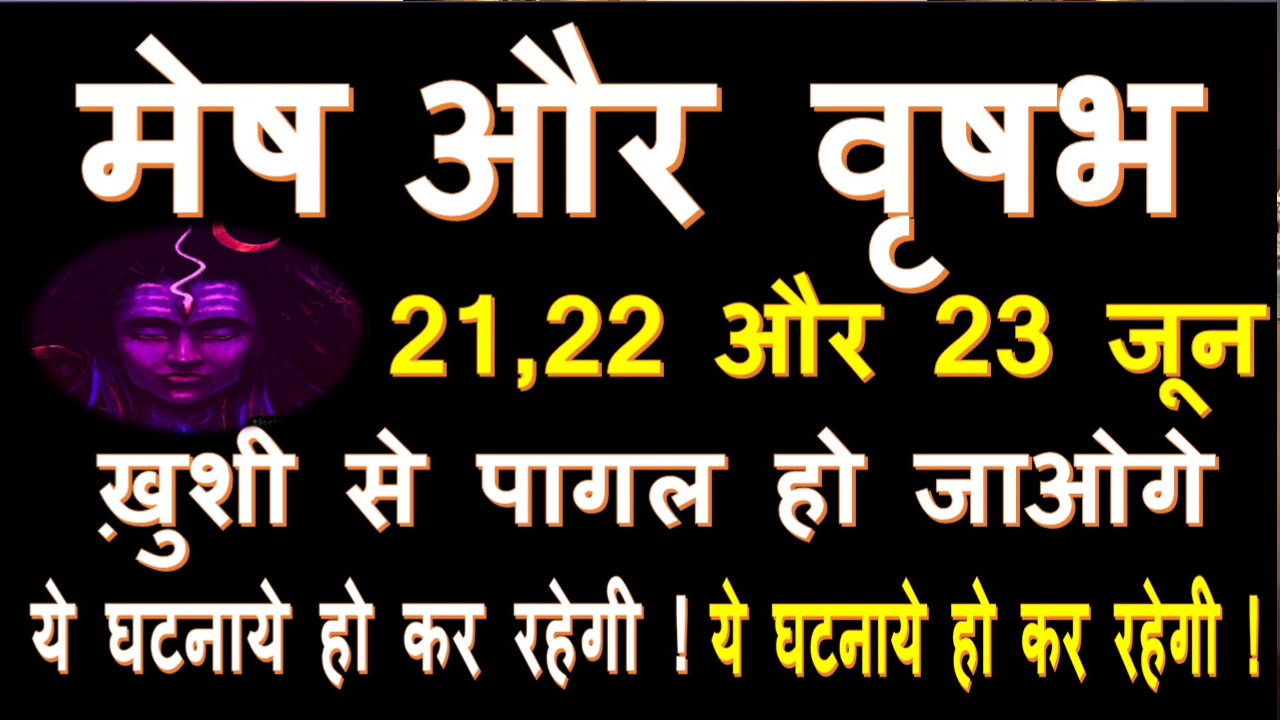 मेष और वृषभ
21,22 और 23 जून
ख़ुशी से पागल हो जाओगे
ये घटनाये हो कर रहेगी ! ये घटनाये हो कर रहेगी !